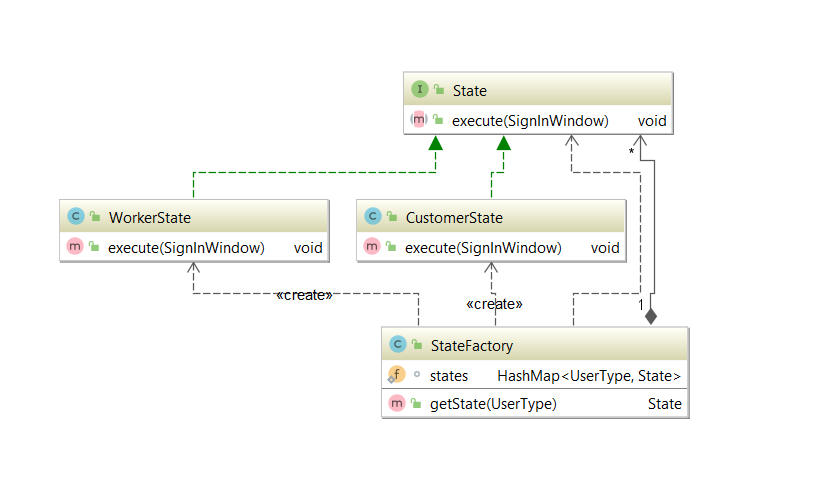 I State
m execute(SignInWindow) void
*
C WorkerState
m execute(SignInWindow) void
C CustomerState
m execute(SignInWindow) void
«create»
«create»
1
C StateFactory
f states HashMap<UserType, State>
m getState(UserType) State